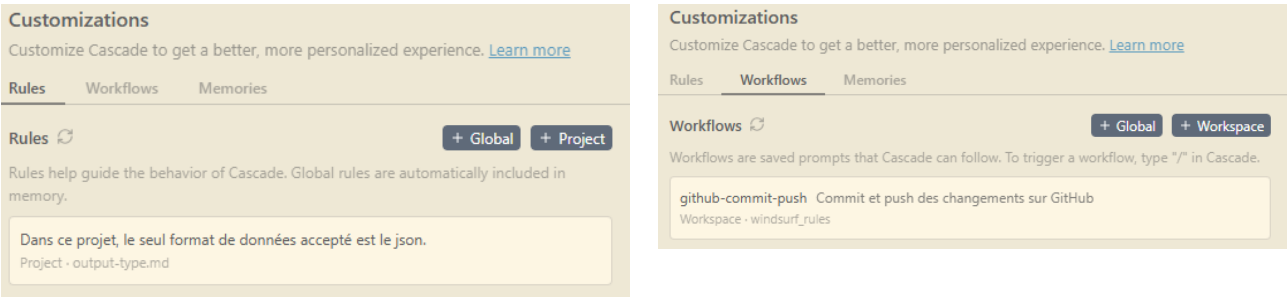 Customizations
Customize Cascade to get a better, more personalized experience. Learn more
Rules Workflows Memories
Rules
+ Global + Project
Rules help guide the behavior of Cascade. Global rules are automatically included in
memory.
Dans ce projet, le seul format de données accepté est le json.
Project · output-type.md
Customizations
Customize Cascade to get a better, more personalized experience. Learn more
Rules Workflows Memories
Workflows
+ Global + Workspace
Workflows are saved prompts that Cascade can follow. To trigger a workflow, type "/" in Cascade.
github-commit-push Commit et push des changements sur GitHub
Workspace · windsurf_rules